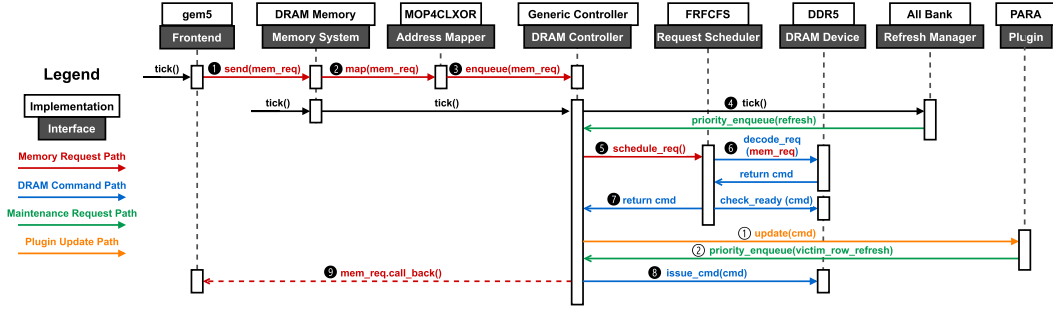 gem5 DRAM Memory MOP4CLXOR Generic Controller FRFCFS DDR5 All Bank PARA
Frontend Memory System Address Mapper DRAM Controller Request Scheduler DRAM Device Refresh Manager Plugin
Legend
Implementation
Interface
Memory Request Path
DRAM Command Path
Maintenance Request Path
Plugin Update Path
tick() ❶ send(mem_req) ❷ map(mem_req) ❸ enqueue(mem_req)
tick() tick() ❹ tick()
priority_enqueue(refresh)
❺ schedule_req() ❻ decode_req
(mem_req)
return cmd
❼ return cmd check_ready (cmd)
① update(cmd)
② priority_enqueue(victim_row_refresh)
❾ mem_req.call_back() ❽ issue_cmd(cmd)